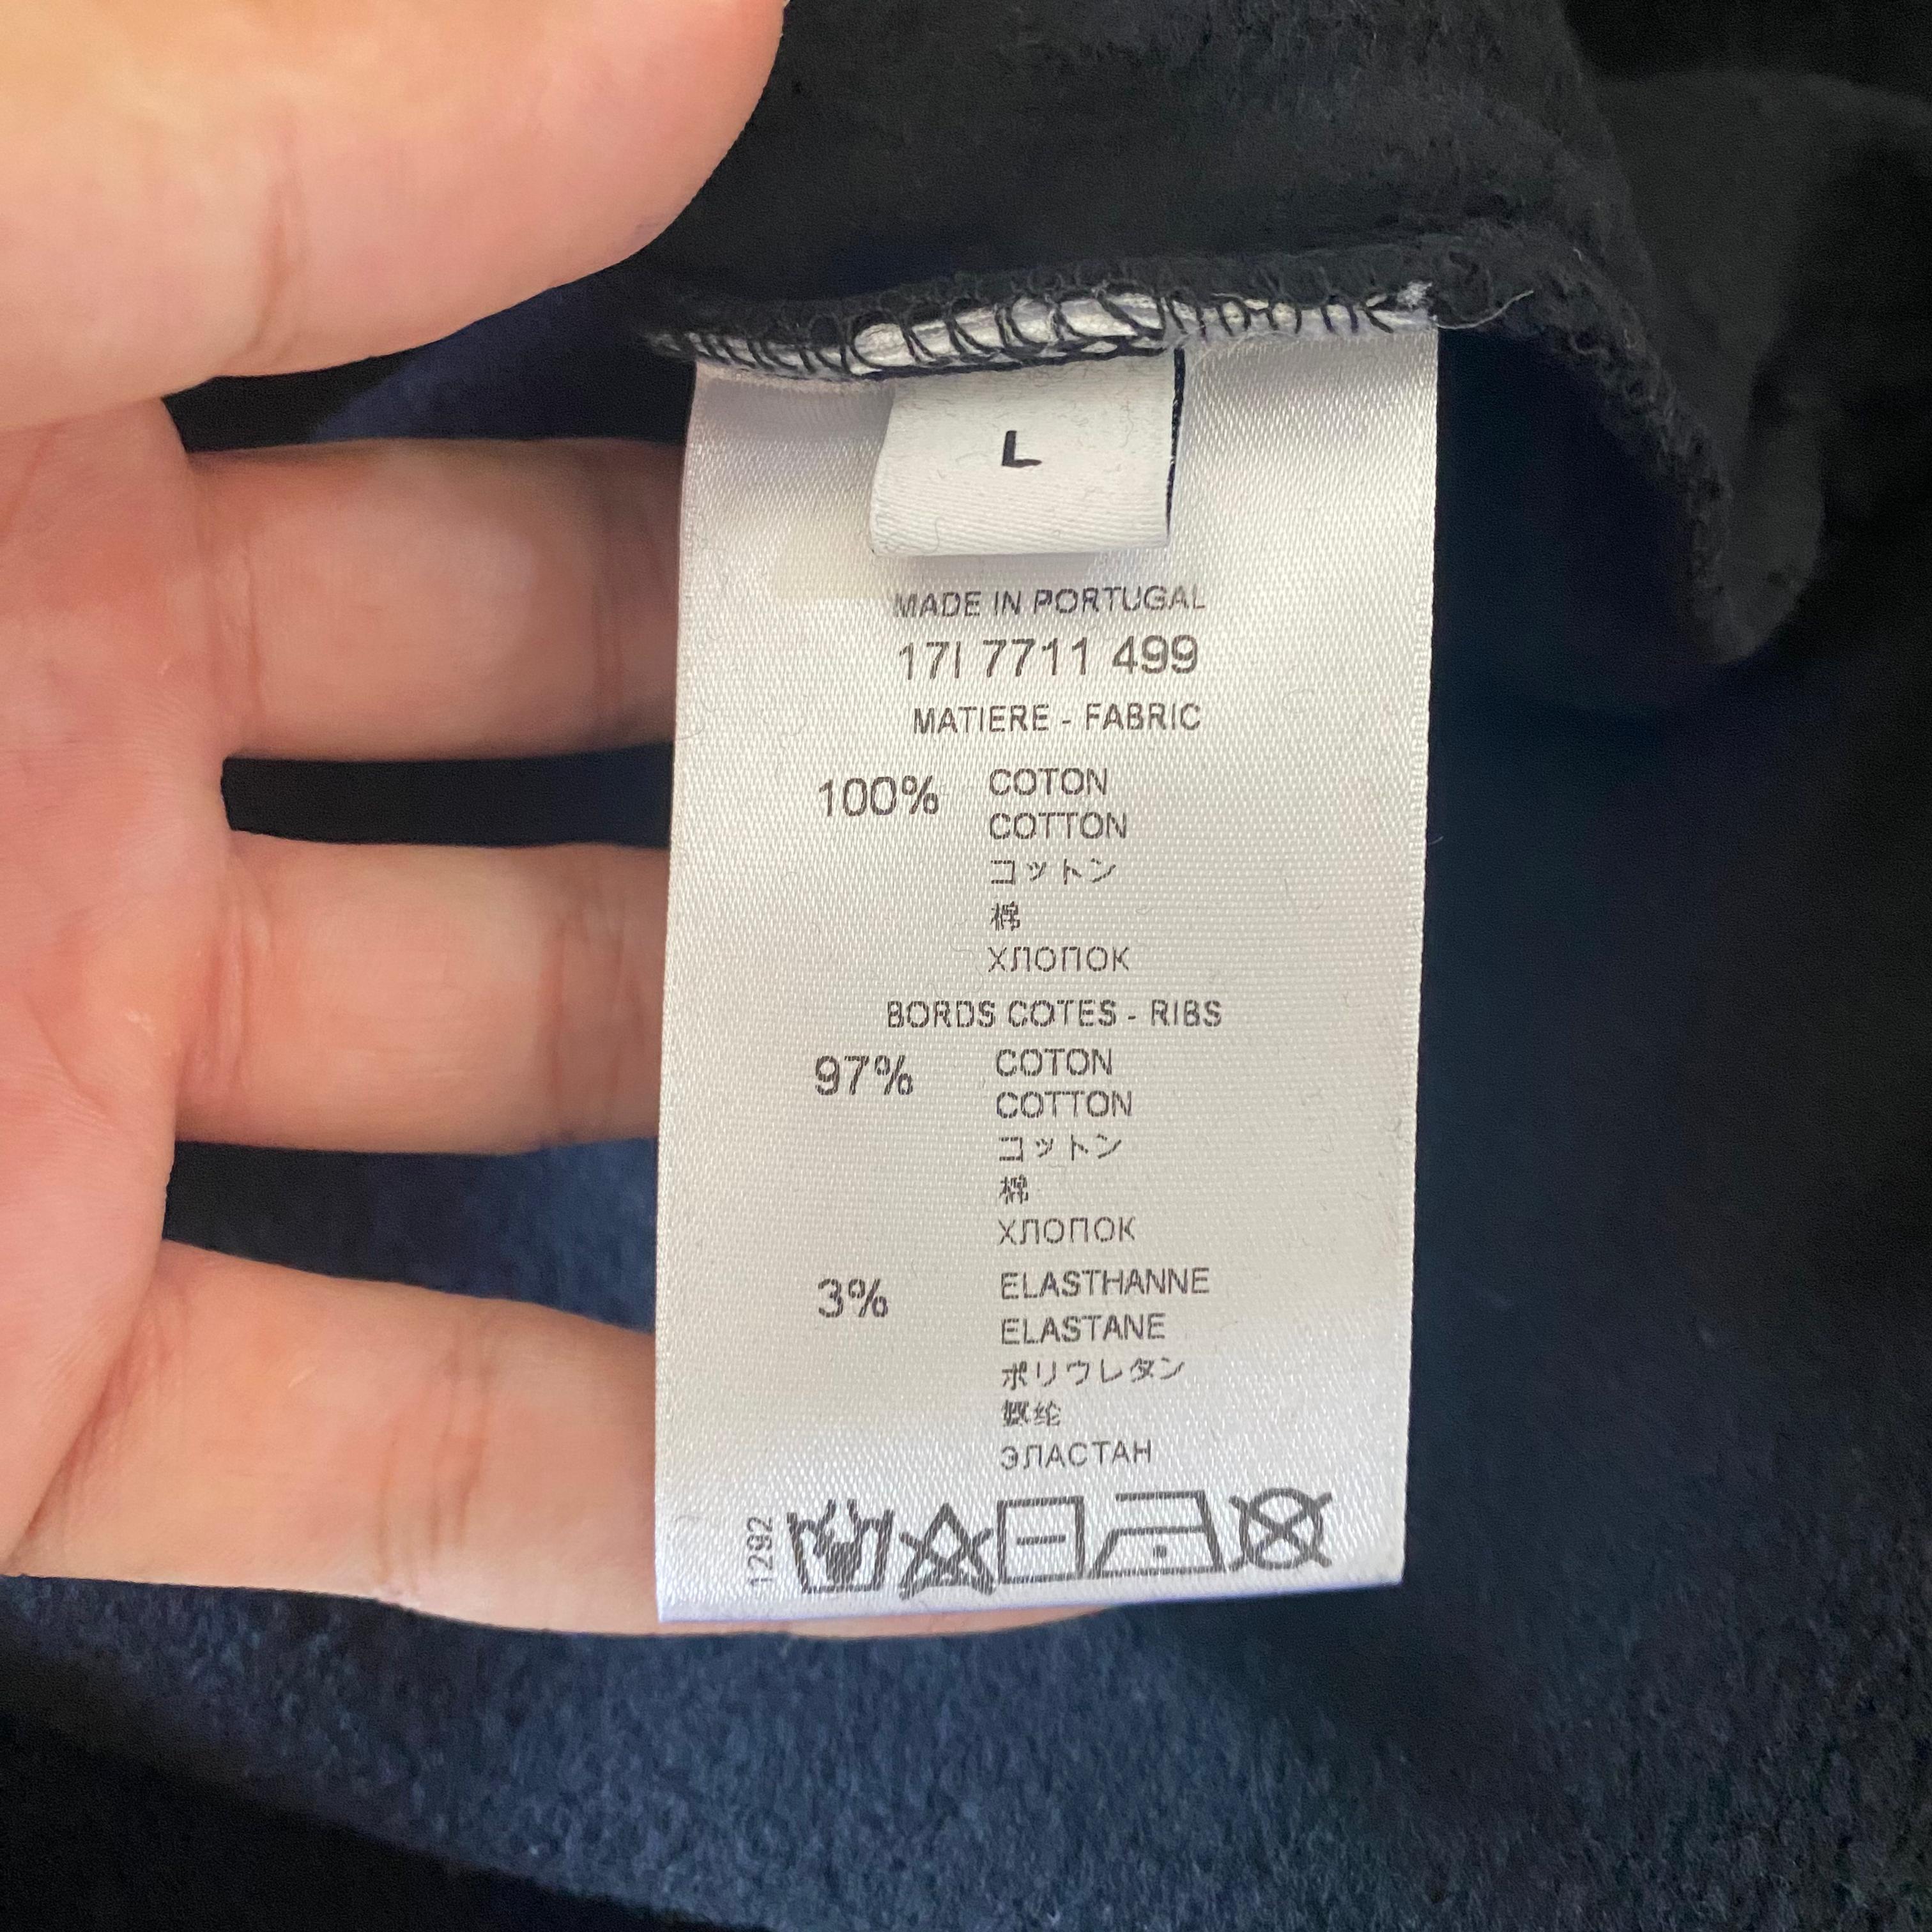 L
MADE IN PORTUGAL
17I 7711 499
MATIERE - FABRIC
100% COTON
COTTON
コットン
棉
ХЛОПОК
BORDS COTES - RIBS
97% COTON
COTTON
コットン
棉
ХЛОПОК
3% ELASTHANNE
ELASTANE
ポリウレタン
ЭЛАСТАН
1292